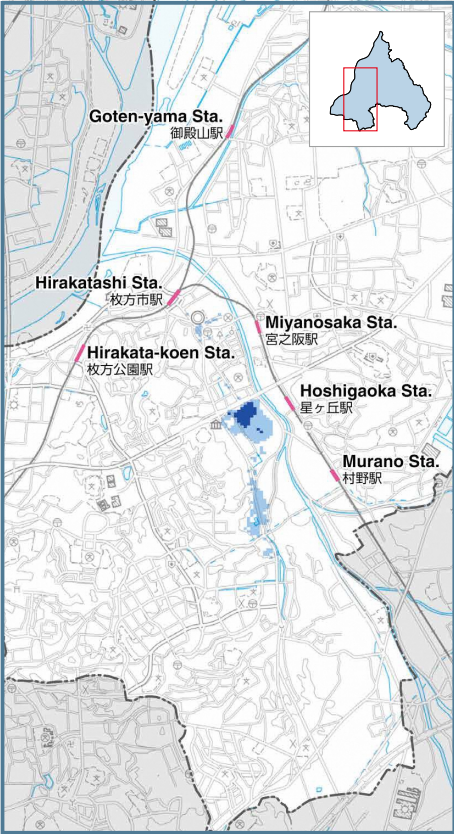 Goten-yama Sta.
御殿山駅
Hirakatashi Sta.
枚方市駅
Miyanosaka Sta.
宮之阪駅
Hirakata-koen Sta.
枚方公園駅
Hoshigaoka Sta.
星ヶ丘駅
Murano Sta.
村野駅